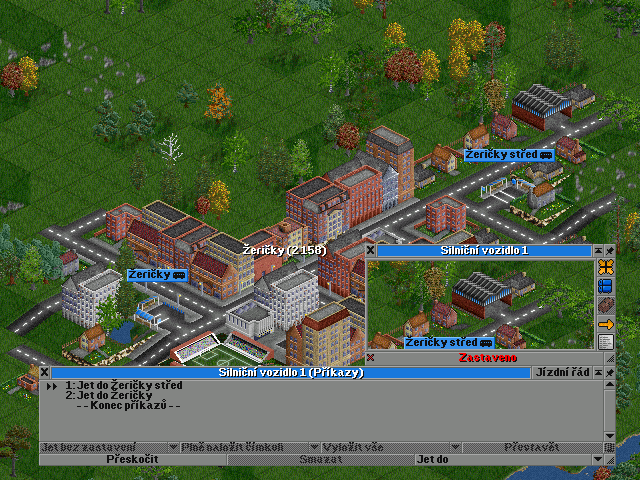 Žeričky střed
Žeričky (2158)
Silniční vozidlo 1
Žeričky
Žeričky střed
Zastaveno
Silniční vozidlo 1 (Příkazy)
Jízdní řád
1: Jet do Žeričky střed
2: Jet do Žeričky
- - Konec příkazů - -
Jet bez zastavení
Plně naložit čímkoli
Vyložit vše
Přestavět
Přeskočit
Smazat
Jet do